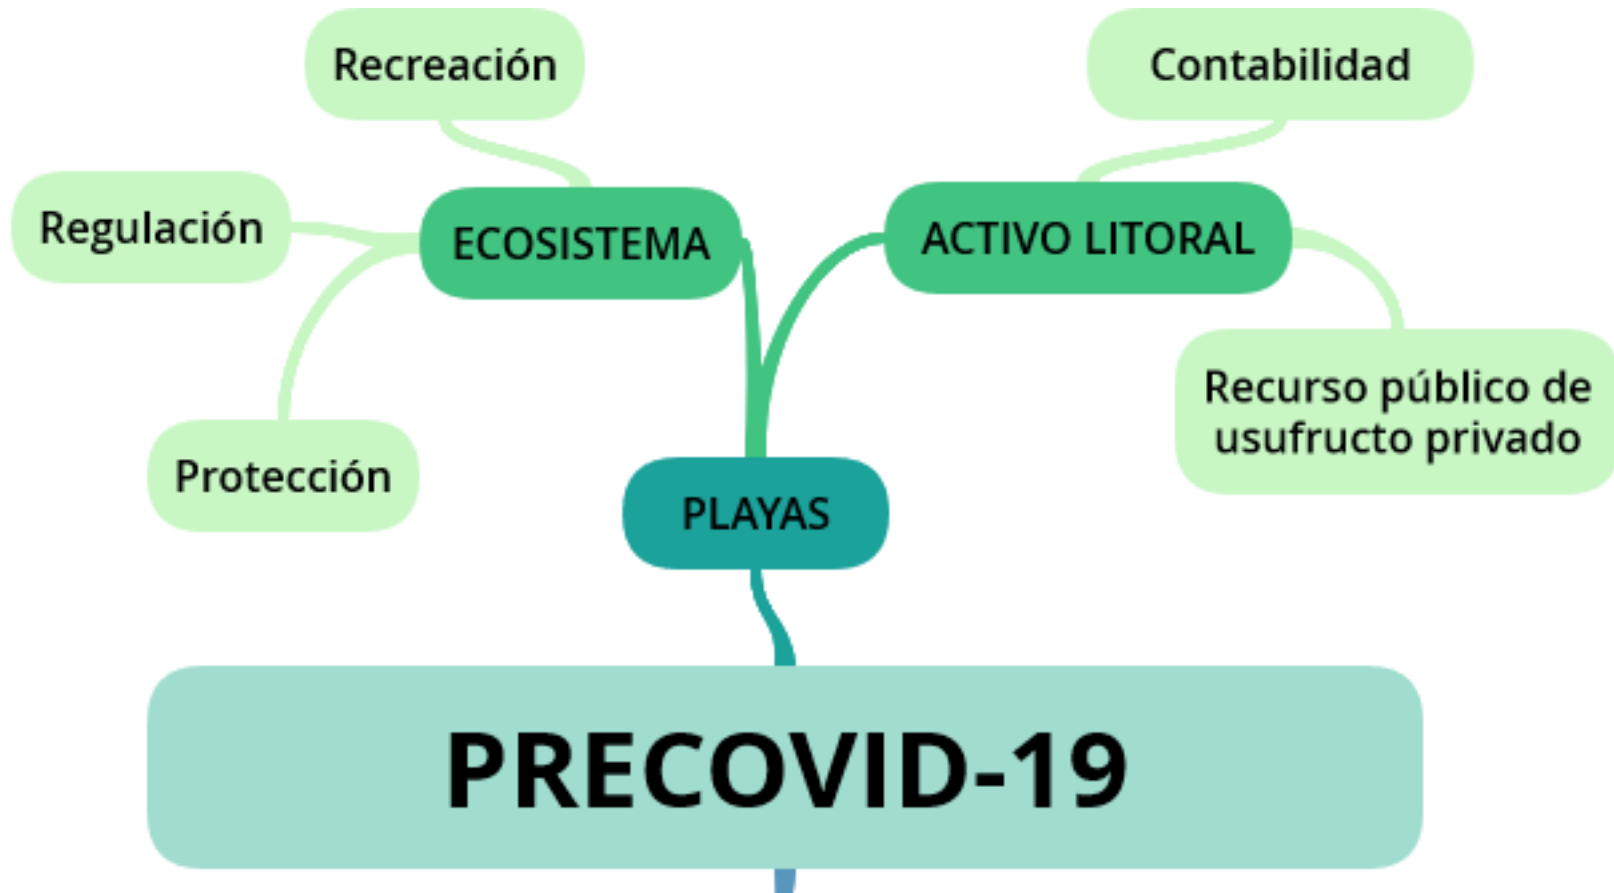 Recreación
Contabilidad
Regulación
ECOSISTEMA
ACTIVO LITORAL
Recurso público de
usufructo privado
Protección
PLAYAS
PRECOVID-19